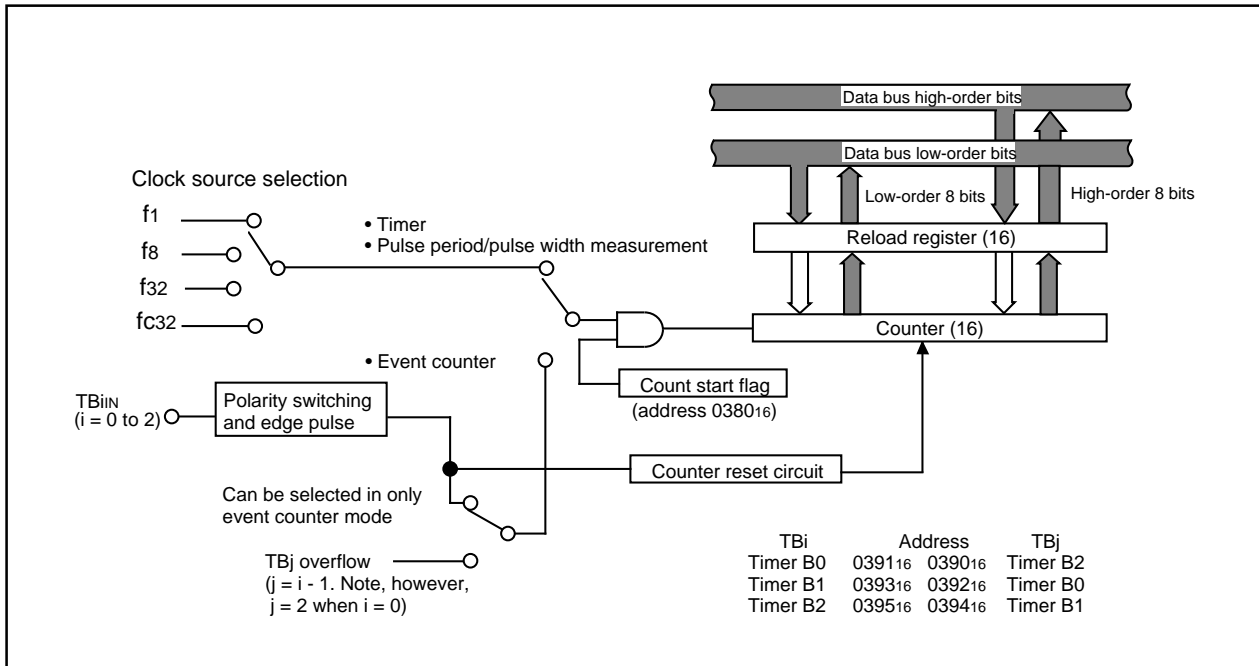 Data bus high-order bits
Data bus low-order bits
Low-order 8 bits
High-order 8 bits
Clock source selection
f1
f8
f32
fC32
• Timer
• Pulse period/pulse width measurement
Reload register (16)
Counter (16)
• Event counter
Count start flag
(address 038016)
TBiIN
(i = 0 to 2)
Polarity switching
and edge pulse
Counter reset circuit
Can be selected in only
event counter mode
TBj overflow
(j = i - 1. Note, however,
j = 2 when i = 0)
TBi Address TBj
Timer B0 039116 039016 Timer B2
Timer B1 039316 039216 Timer B0
Timer B2 039516 039416 Timer B1